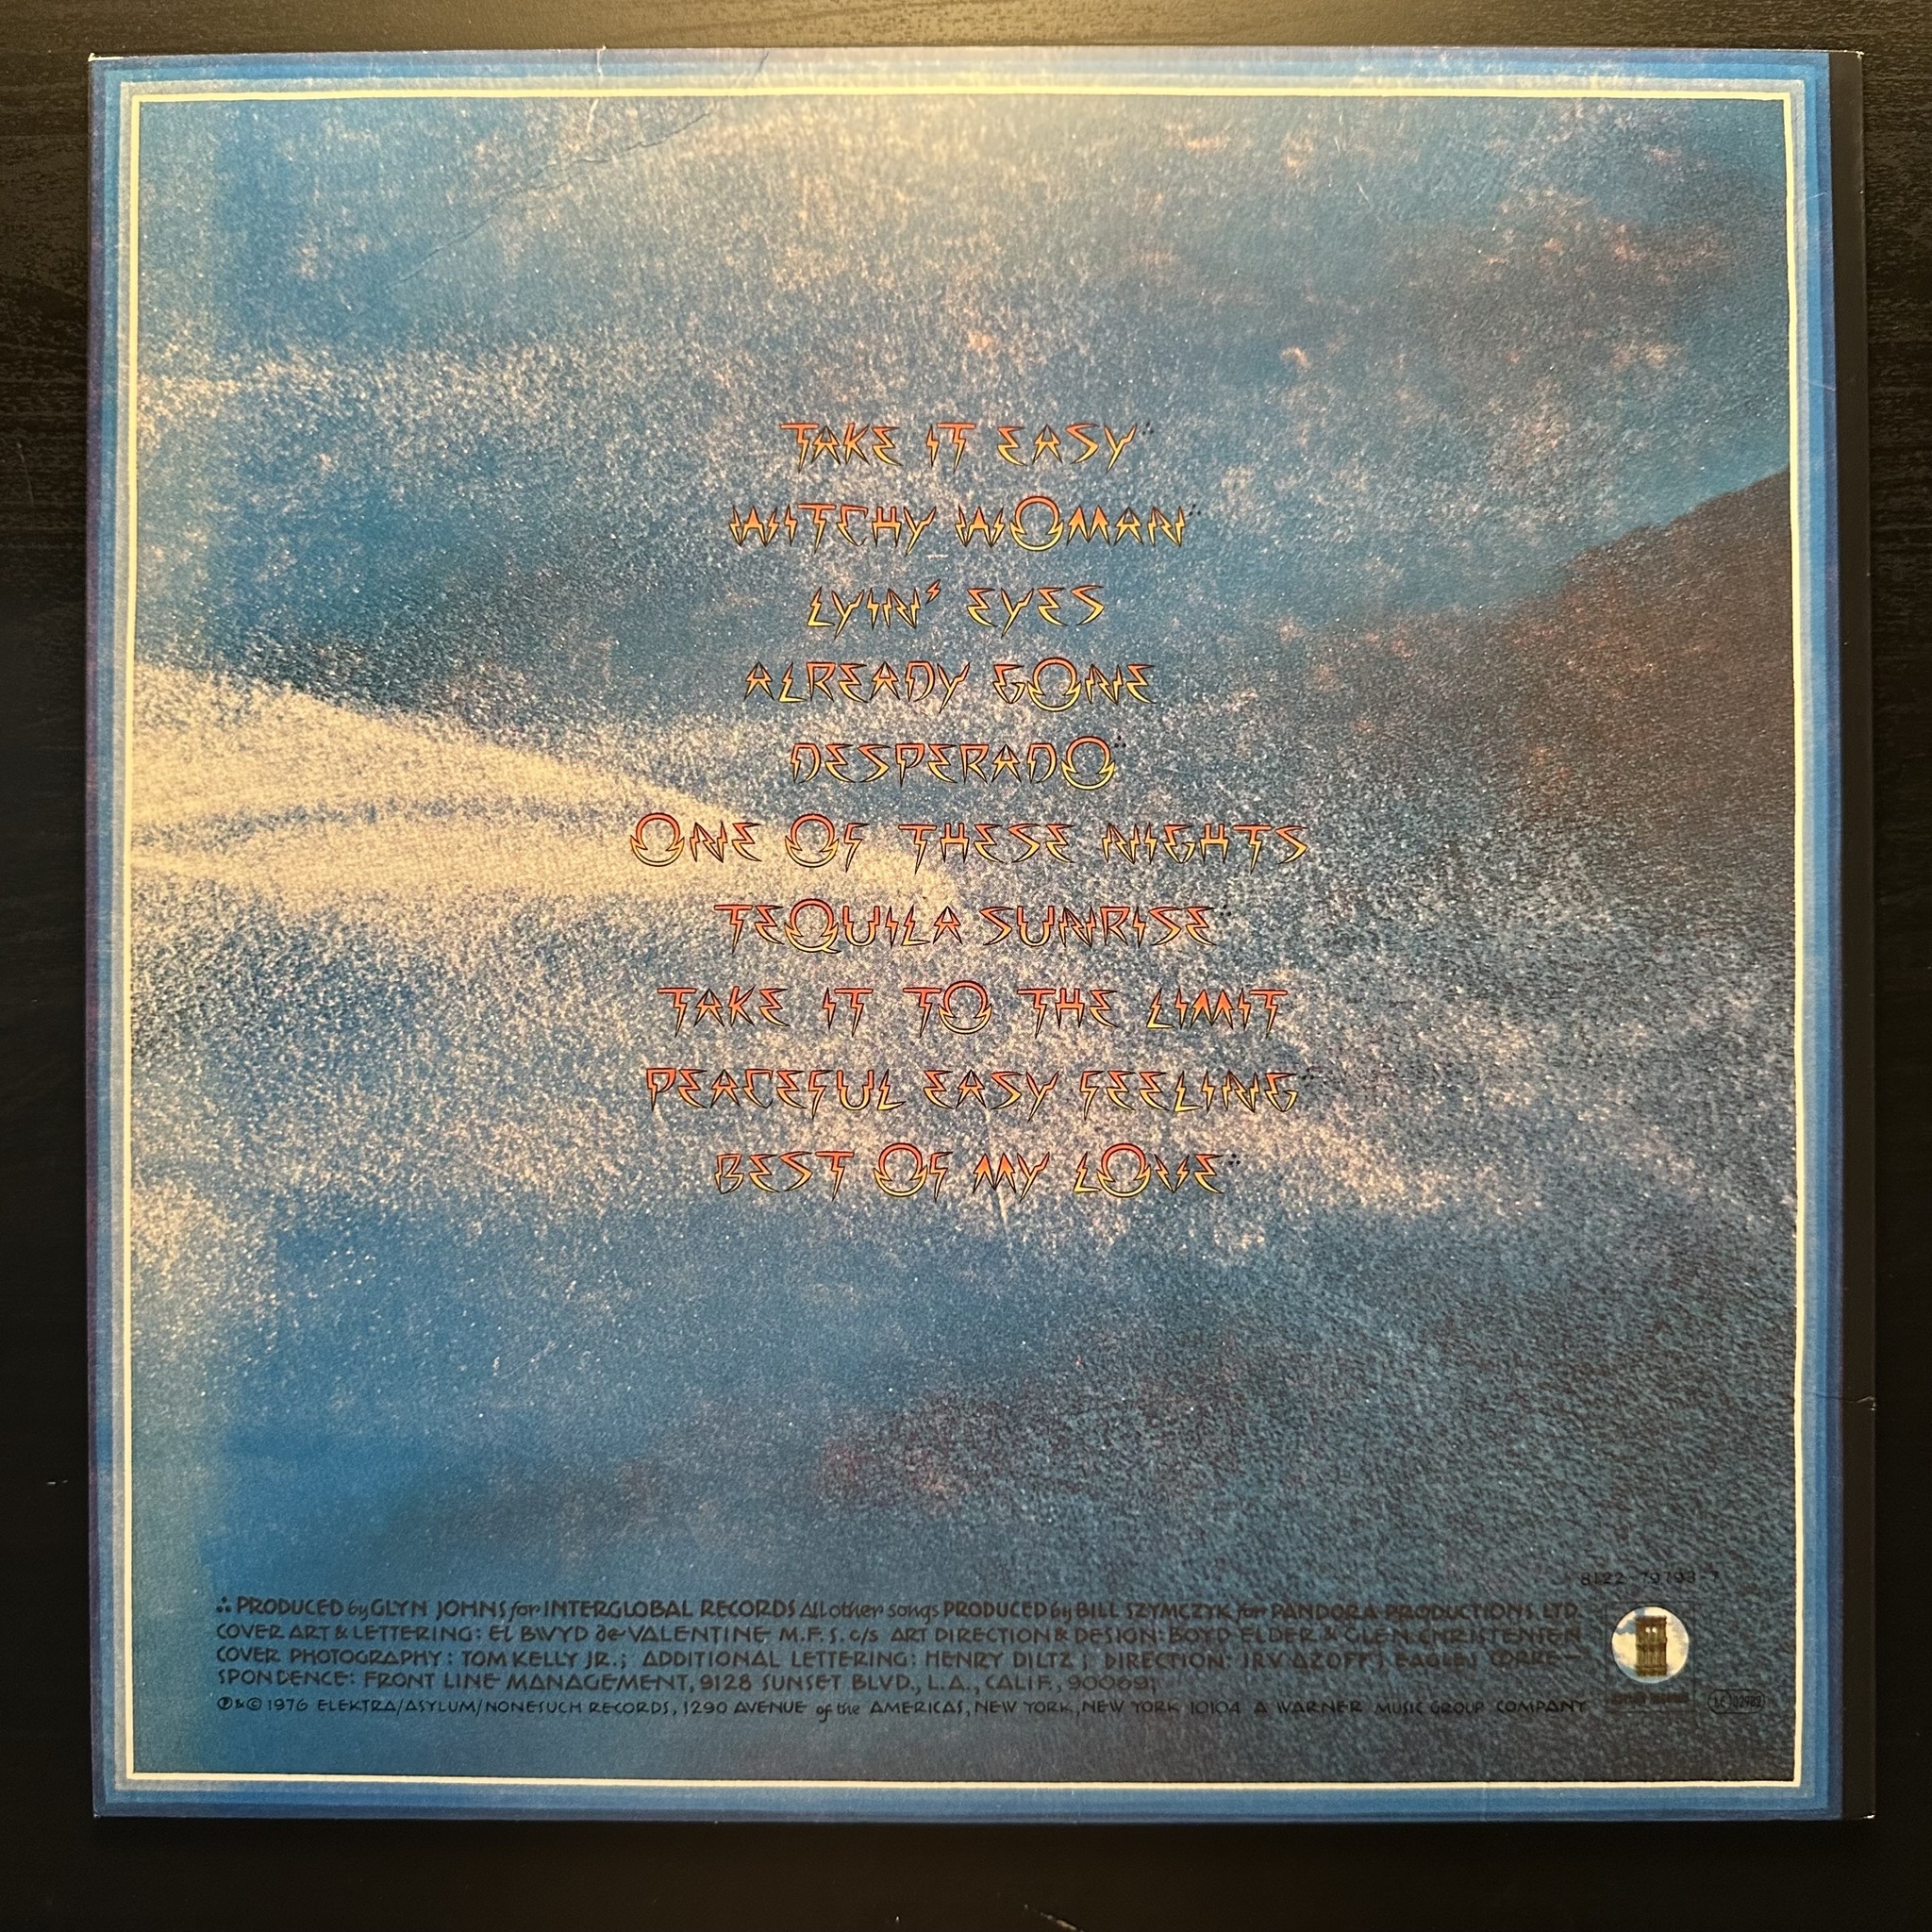 TAKE IT EASY∴
WITCHY WOMAN∴
LYIN' EYES
ALREADY GONE
DESPERADO∴
ONE OF THESE NIGHTS
TEQUILA SUNRISE∴
TAKE IT TO THE LIMIT
PEACEFUL EASY FEELING∴
BEST OF MY LOVE∴
8122-79793-7
∴ PRODUCED by GLYN JOHNS for INTERGLOBAL RECORDS All other songs PRODUCED by BILL SZYMCZYK for PANDORA PRODUCTIONS, LTD.
COVER ART & LETTERING: El BWYD de VALENTINE M.F.S. c/s ART DIRECTION & DESIGN: BOYD ELDER & GLEN CHRISTENSEN
COVER PHOTOGRAPHY: TOM KELLY JR.; ADDITIONAL LETTERING: HENRY DILTZ; DIRECTION: IRV AZOFF; EAGLES CORRE-
SPONDENCE: FRONT LINE MANAGEMENT, 9128 SUNSET BLVD., L.A., CALIF., 90069;
℗&© 1976 ELEKTRA/ASYLUM/NONESUCH RECORDS, 1290 AVENUE of the AMERICAS, NEW YORK, NEW YORK 10104 A WARNER MUSIC GROUP COMPANY